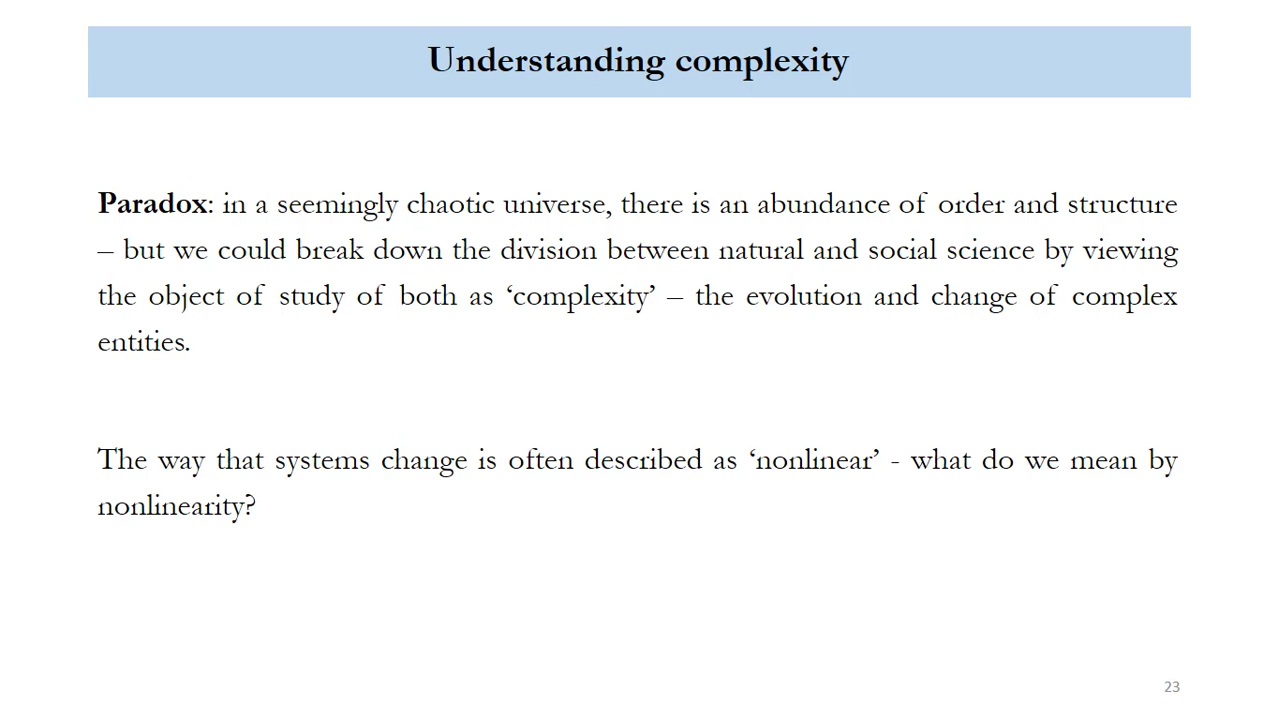 Understanding complexity
Paradox: in a seemingly chaotic universe, there is an abundance of order and structure
– but we could break down the division between natural and social science by viewing
the object of study of both as ‘complexity’ – the evolution and change of complex
entities.
The way that systems change is often described as ‘nonlinear’ - what do we mean by
nonlinearity?
23